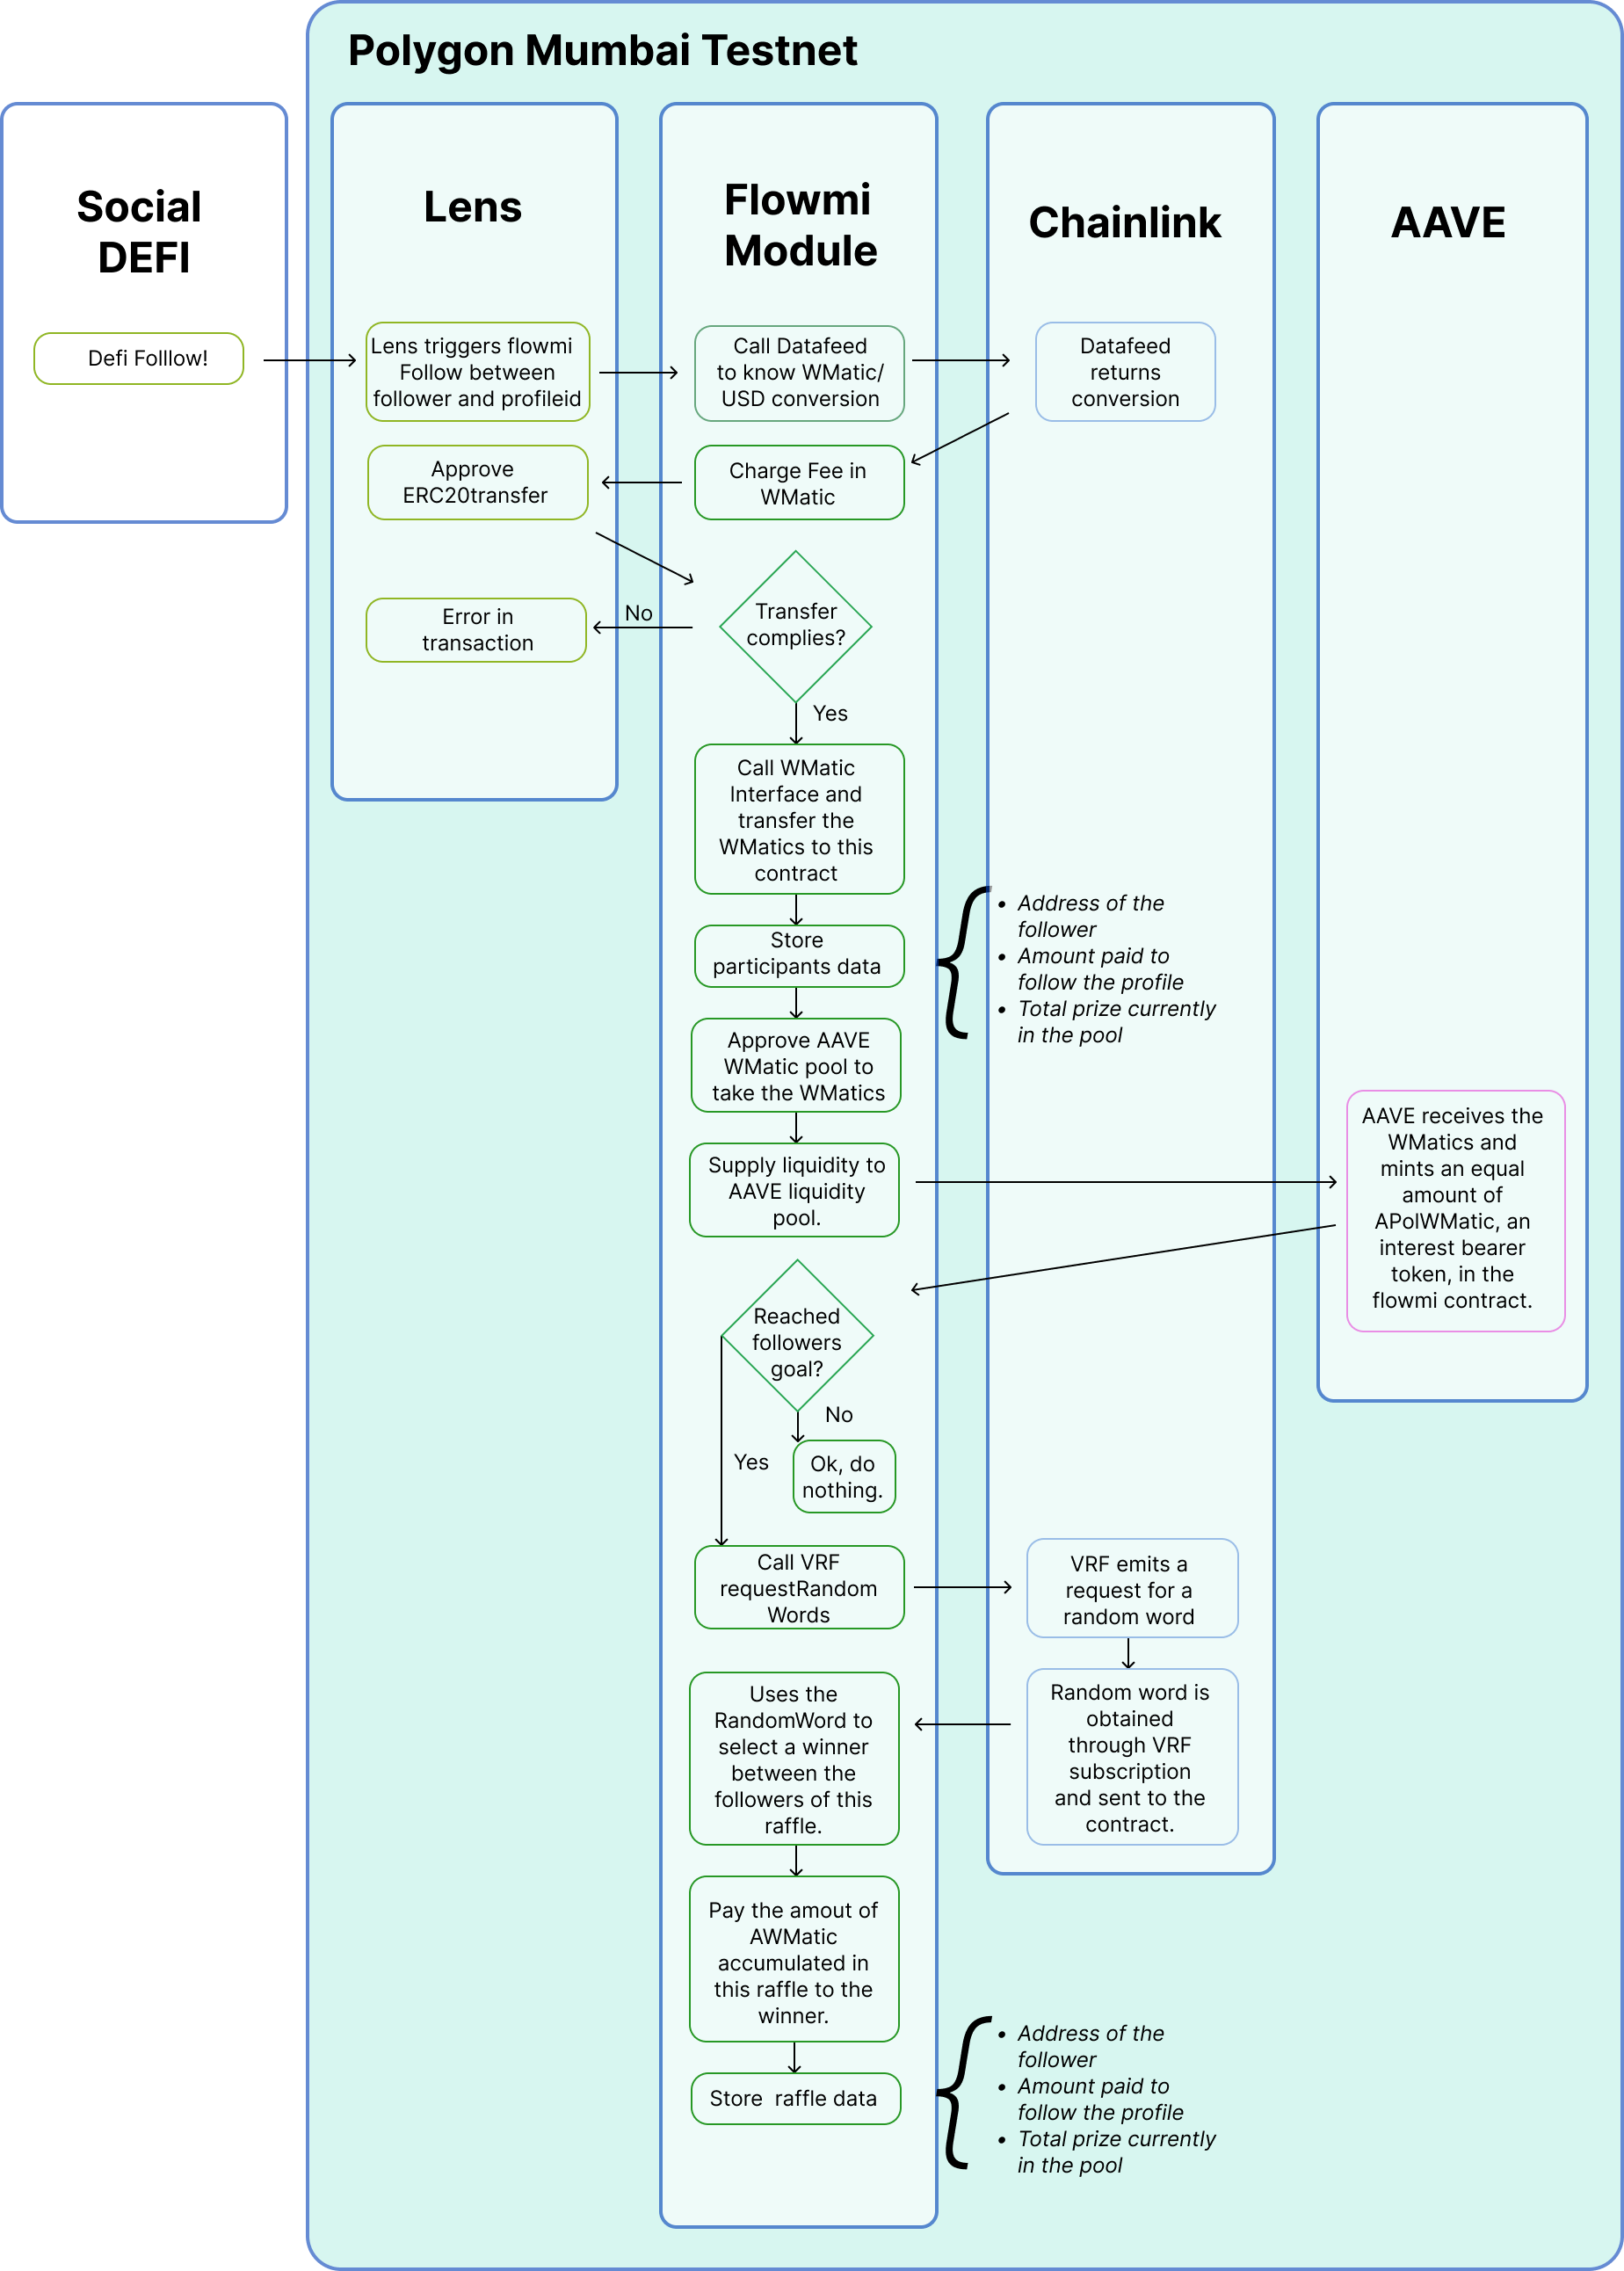 Polygon Mumbai Testnet
Social
DEFI
Lens
Flowmi
Module
Chainlink
AAVE
Defi Folllow!
Lens triggers flowmi
Follow between
follower and profileid
Call Datafeed
to know WMatic/
USD conversion
Datafeed
returns
conversion
Approve
ERC20transfer
Charge Fee in
WMatic
Transfer
complies?
No
Error in
transaction
Yes
Call WMatic
Interface and
transfer the
WMatics to this
contract
Store
participants data
• Address of the
follower
• Amount paid to
follow the profile
• Total prize currently
in the pool
Approve AAVE
WMatic pool to
take the WMatics
Supply liquidity to
AAVE liquidity
pool.
AAVE receives the
WMatics and
mints an equal
amount of
APolWMatic, an
interest bearer
token, in the
flowmi contract.
Reached
followers
goal?
No
Yes
Ok, do
nothing.
Call VRF
requestRandom
Words
VRF emits a
request for a
random word
Random word is
obtained
through VRF
subscription
and sent to the
contract.
Uses the
RandomWord to
select a winner
between the
followers of this
raffle.
Pay the amout of
AWMatic
accumulated in
this raffle to the
winner.
Store  raffle data
• Address of the
follower
• Amount paid to
follow the profile
• Total prize currently
in the pool